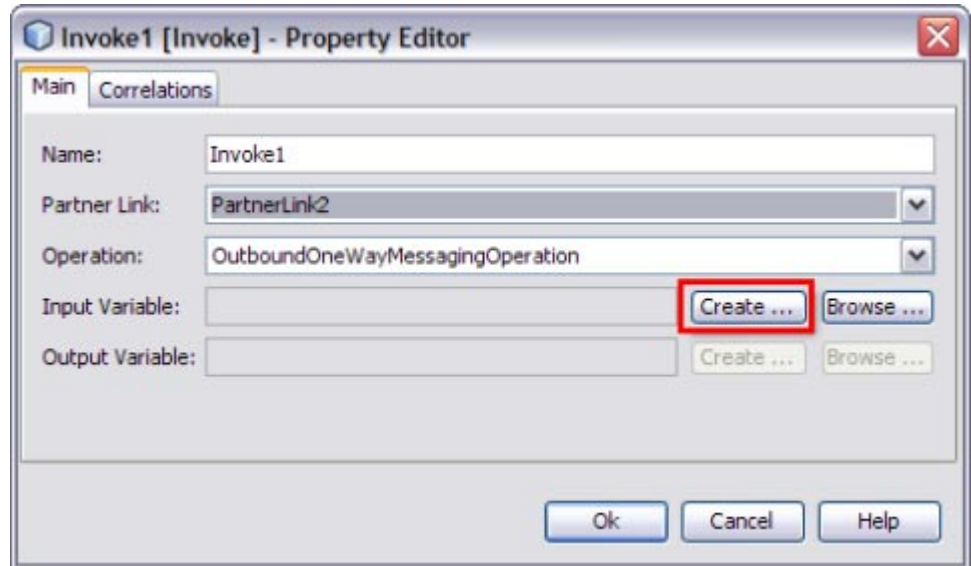 Invoke1 [Invoke] - Property Editor
Main Correlations
Name: Invoke1
Partner Link: PartnerLink2
Operation: OutboundOneWayMessagingOperation
Input Variable: Create ... Browse ...
Output Variable: Create ... Browse ...
Ok Cancel Help